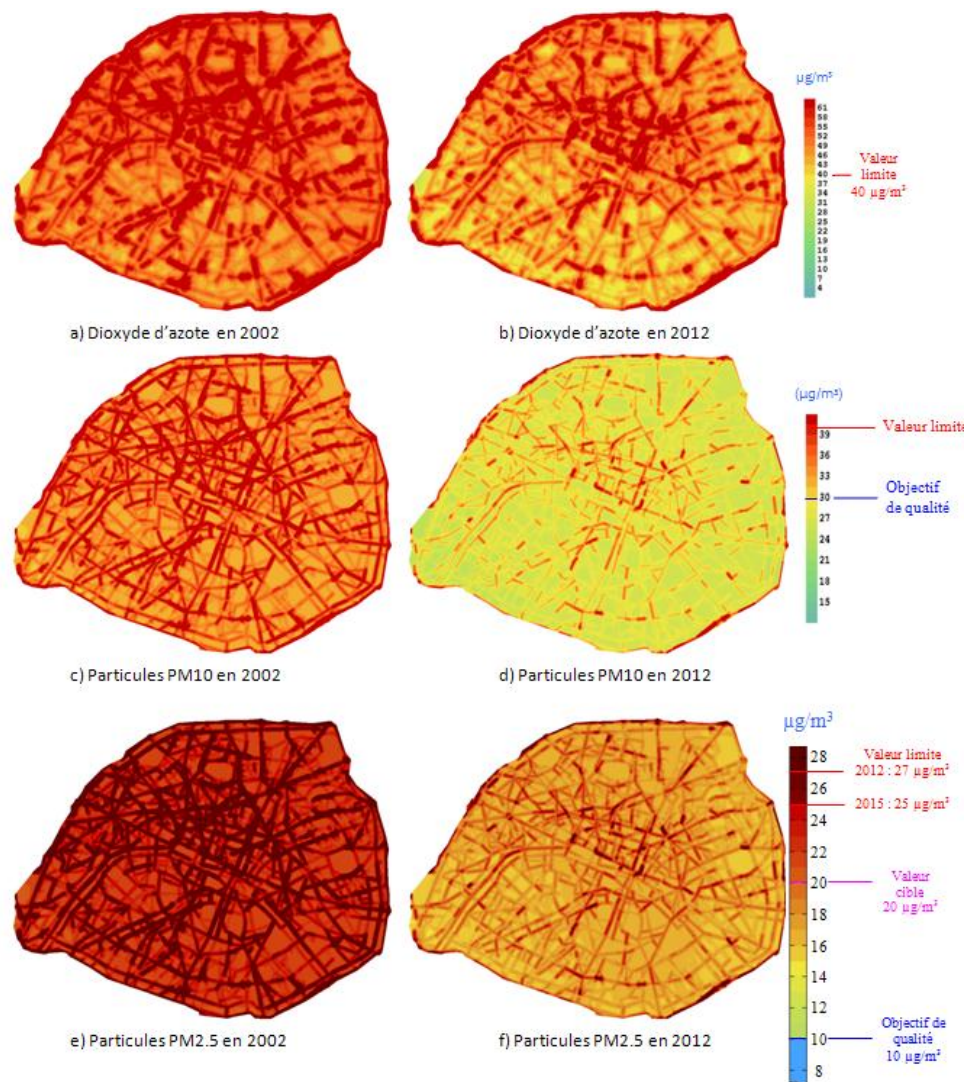 µg/m³
61
58
55
52
49
46
43
40
37
34
31
28
25
22
19
16
13
10
7
4
Valeur
limite
40 µg/m³
a) Dioxyde d'azote en 2002
b) Dioxyde d'azote en 2012
(µg/m³)
39
36
33
30
27
24
21
18
15
Valeur limite
Objectif
de qualité
c) Particules PM10 en 2002
d) Particules PM10 en 2012
µg/m³
28
26
24
22
20
18
16
14
12
10
8
Valeur limite
2012 : 27 µg/m³
2015 : 25 µg/m³
Valeur
cible
20 µg/m³
Objectif de
qualité
10 µg/m³
e) Particules PM2.5 en 2002
f) Particules PM2.5 en 2012